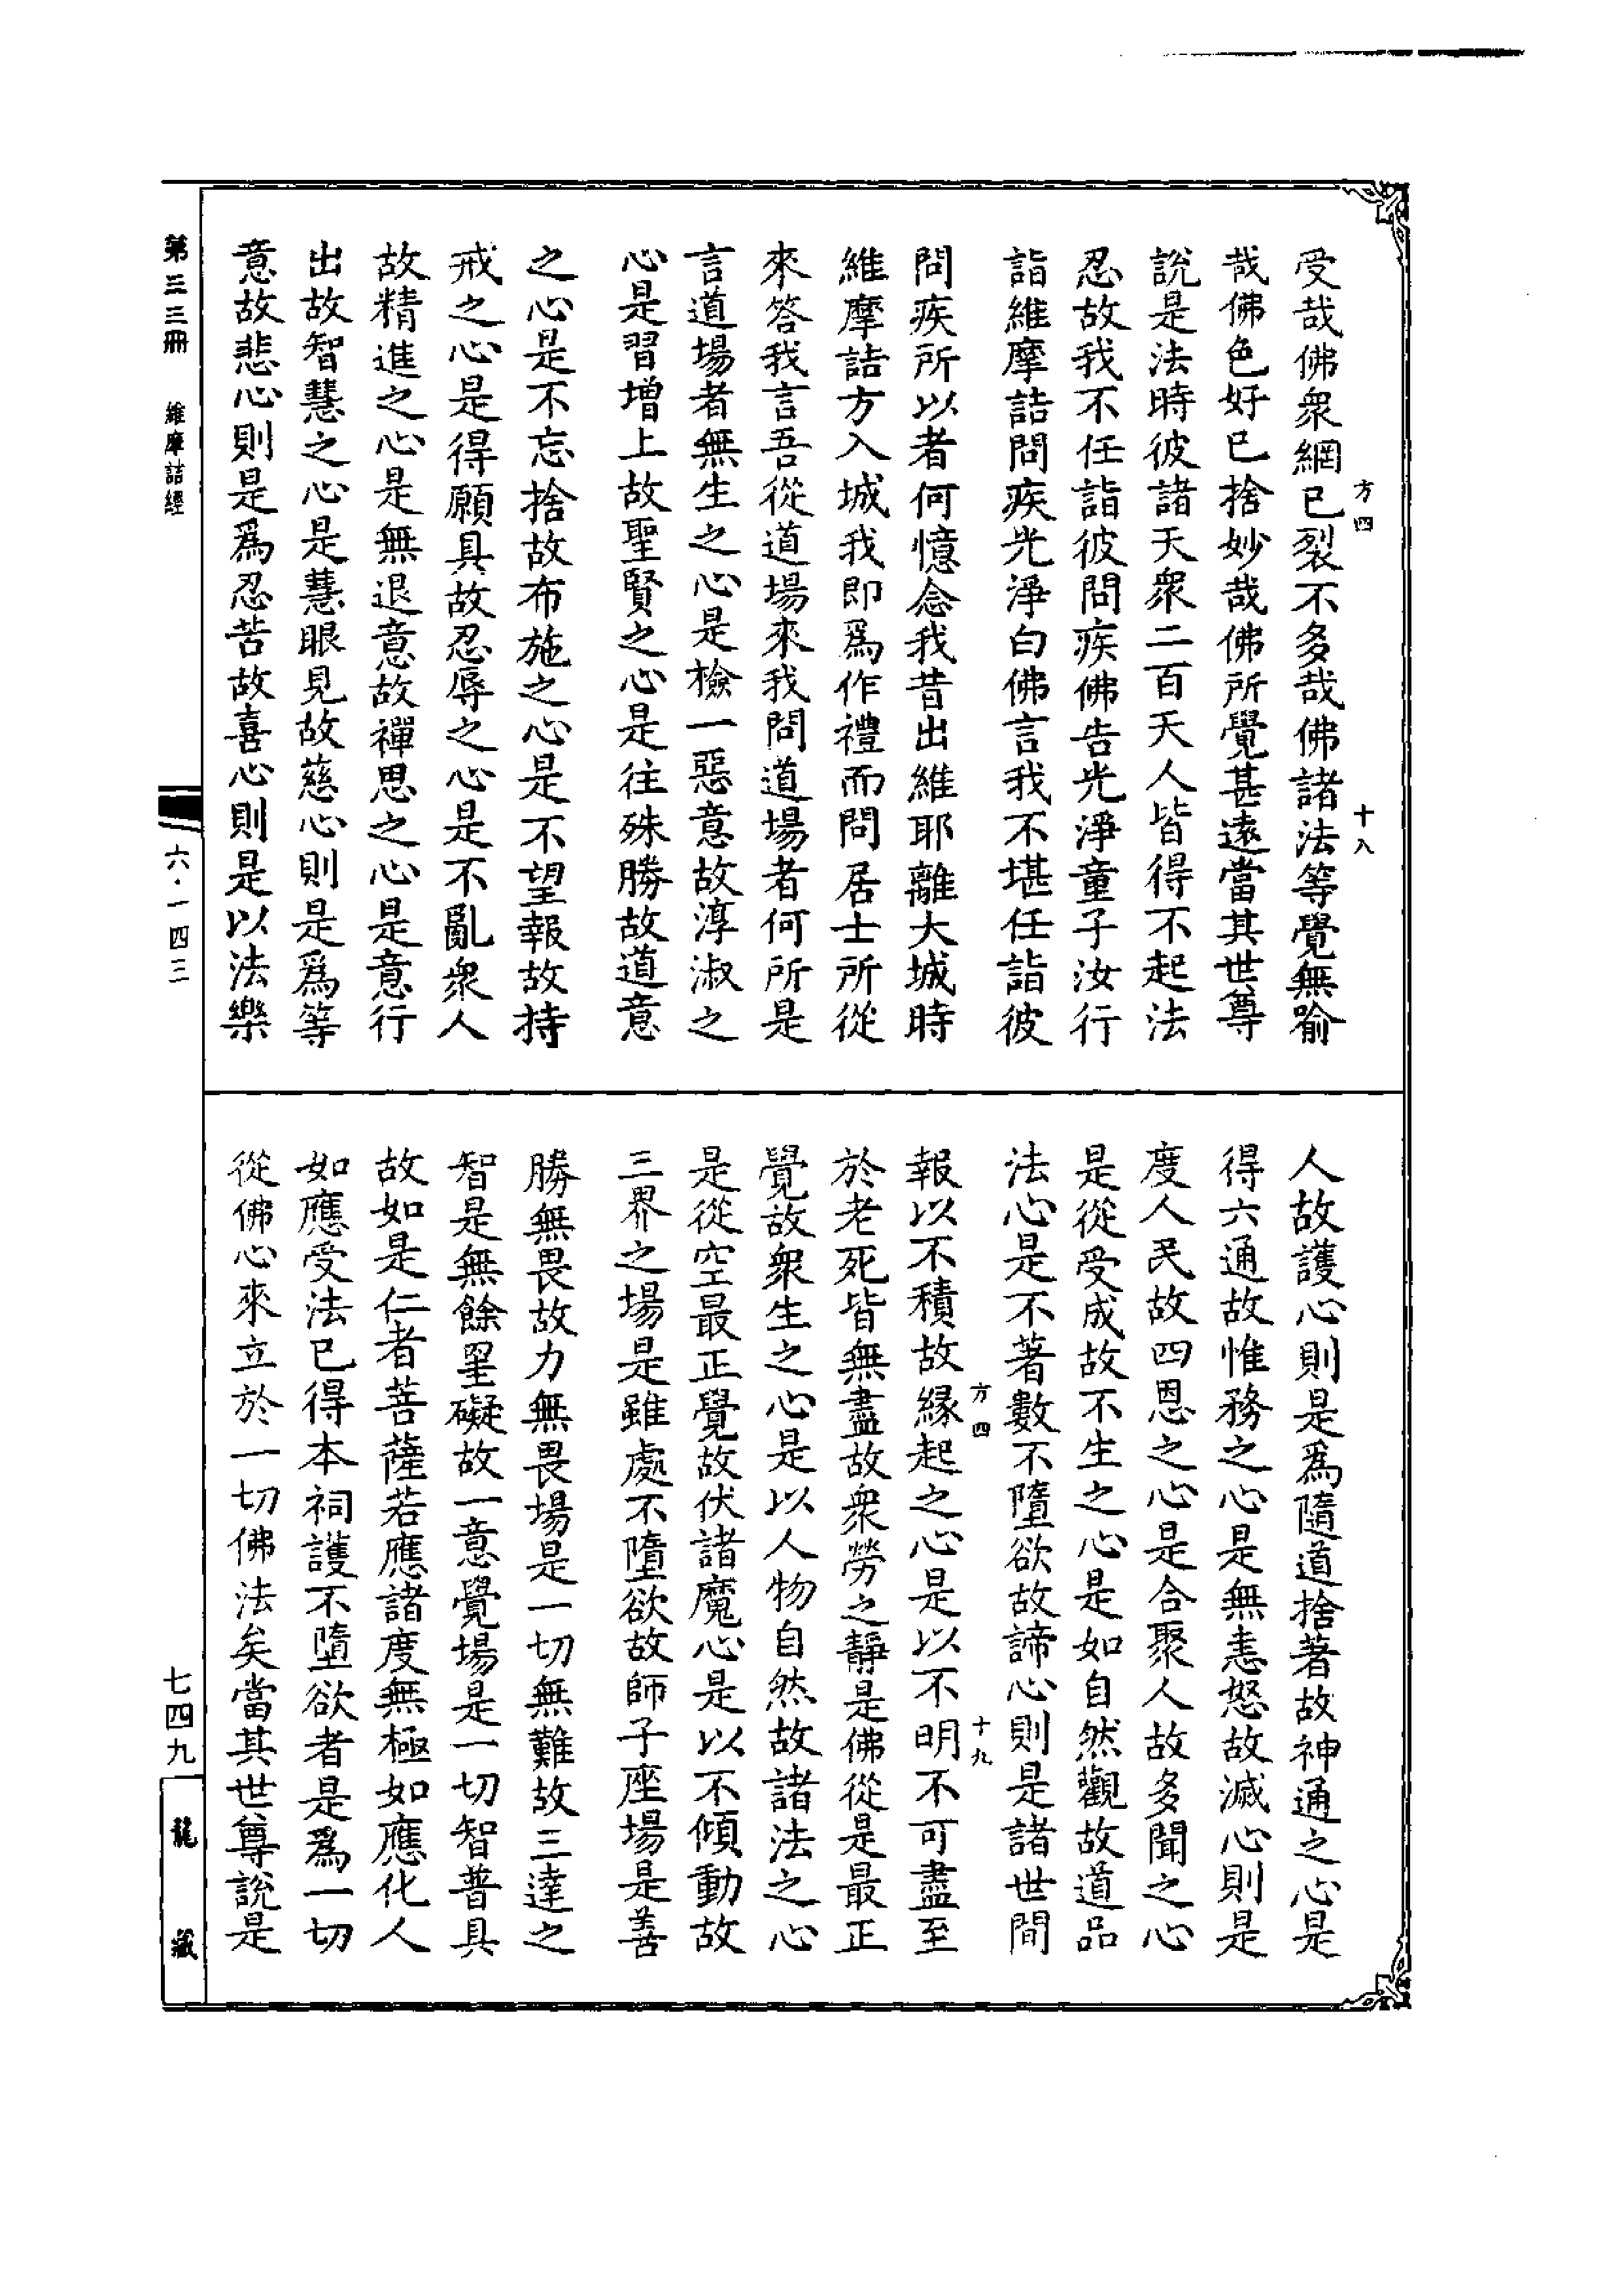 受哉佛衆網已裂不多哉佛諸法等覺無喻
方四
十八
哉佛色好已捨妙哉佛所覺甚遠當其世尊
說是法時彼諸天衆二百天人皆得不起法
忍故我不任詣彼問疾佛告光淨童子汝行
詣維摩詰問疾光淨白佛言我不堪任詣彼
問疾所以者何憶念我昔出維耶離大城時
維摩詰方入城我即爲作禮而問居士所從
來答我言吾從道場來我問道場者何所是
言道場者無生之心是檢一惡意故淳淑之
心是習增上故聖賢之心是往殊勝故道意
之心是不忘捨故布施之心是不望報故持
戒之心是得願具故忍辱之心是不亂衆人
故精進之心是無退意故禪思之心是意行
出故智慧之心是慧眼見故慈心則是爲等
意故悲心則是爲忍苦故喜心則是以法樂
人故護心則是爲隨道捨著故神通之心是
得六通故惟務之心是無恚怒故滅心則是
度人民故四恩之心是合聚人故多聞之心
是從受成故不生之心是如自然觀故道品
法心是不著數不墮欲故諦心則是諸世間
報以不積故緣起之心是以不明不可盡至
方四
十九
於老死皆無盡故衆勞之靜是佛從是最正
覺故衆生之心是以人物自然故諸法之心
是從空最正覺故伏諸魔心是以不傾動故
三界之場是雖處不墮欲故師子座場是善
勝無畏故力無畏場是一切無難故三達之
智是無餘罣礙故一意覺場是一切智普具
故如是仁者菩薩若應諸度無極如應化人
如應受法已得本祠護不墮欲者是爲一切
從佛心來立於一切佛法矣當其世尊說是
第三三冊　維摩詰經
六·一四三
七四九
龍藏